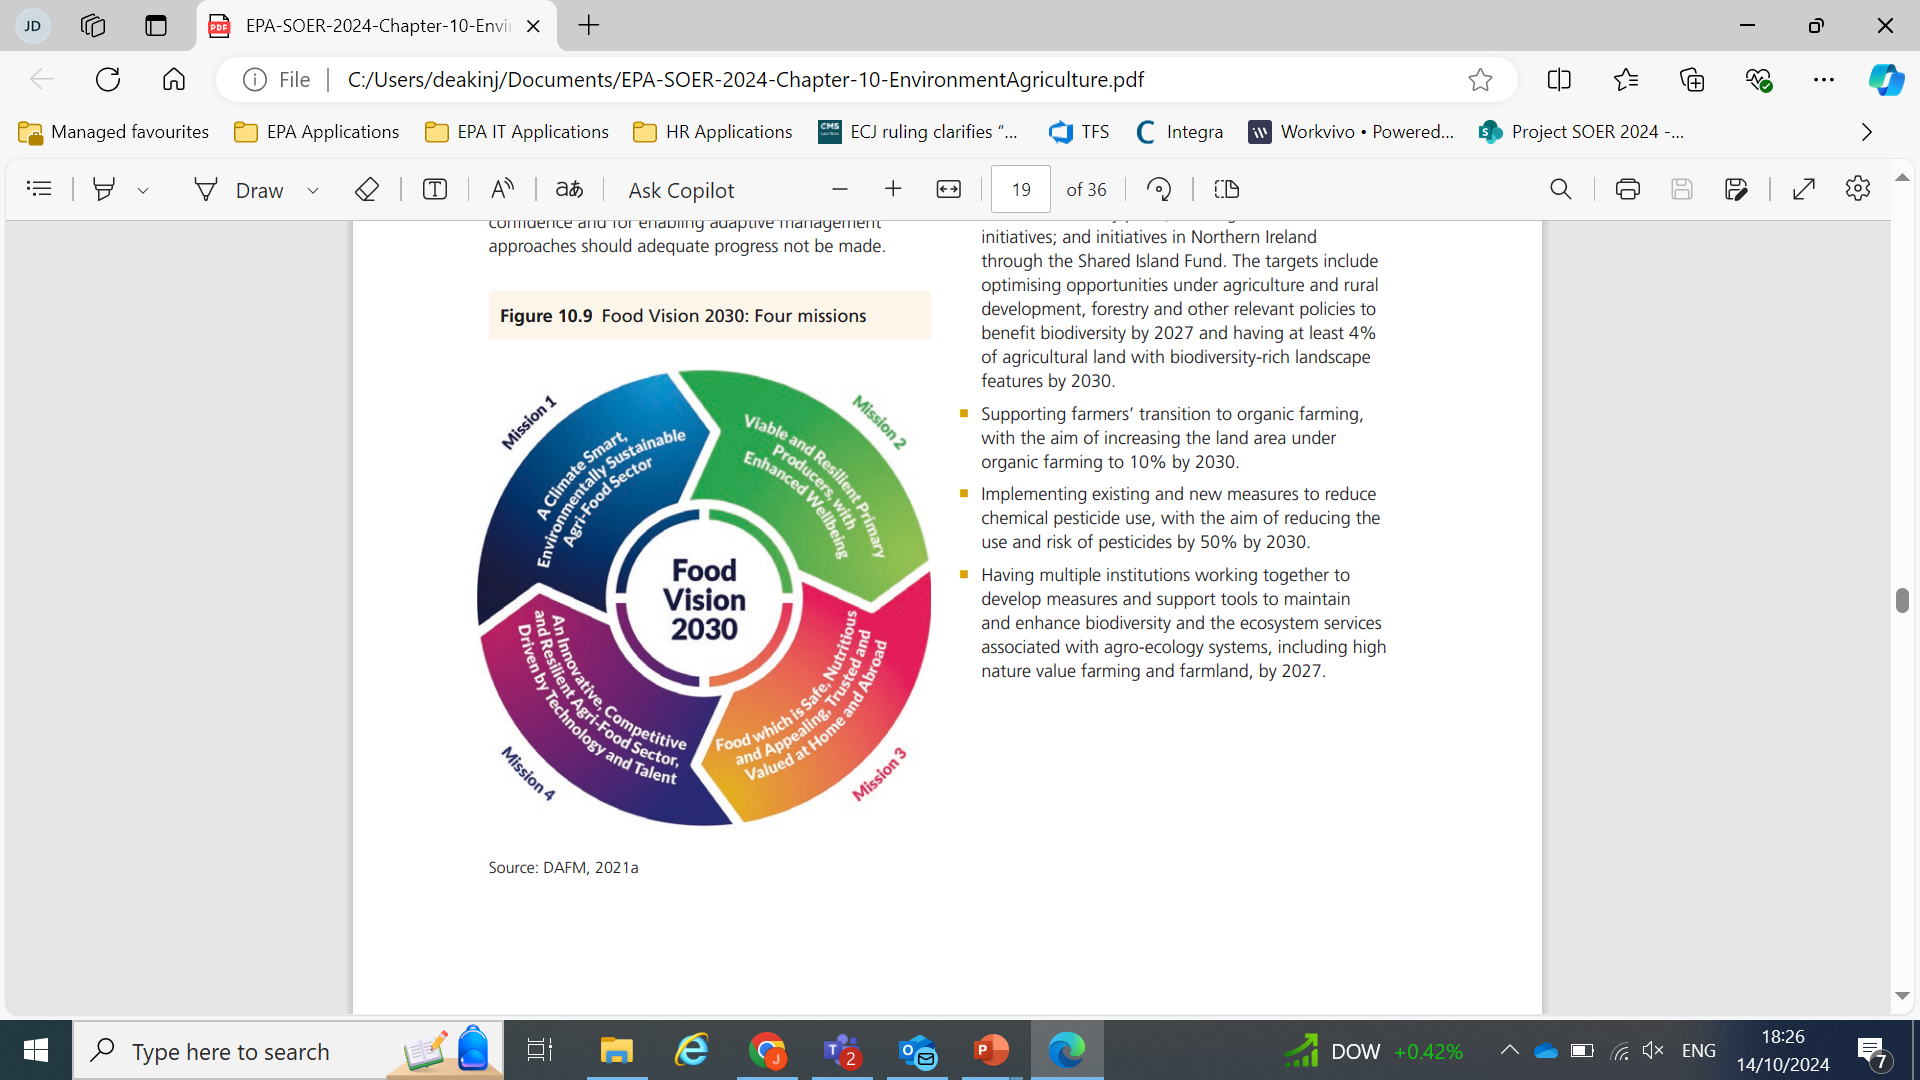 JD
EPA-SOER-2024-Chapter-10-Envir
File
C:/Users/deakinj/Documents/EPA-SOER-2024-Chapter-10-EnvironmentAgriculture.pdf
Managed favourites
EPA Applications
EPA IT Applications
HR Applications
CMS
ECJ ruling clarifies “...
TFS
Integra
Workvivo • Powered...
Project SOER 2024 -...
Draw
Ask Copilot
19
of 36
confidence and for enabling adaptive management
approaches should adequate progress not be made.
Figure 10.9 Food Vision 2030: Four missions
Mission 1
A Climate Smart,
Environmentally Sustainable
Agri-Food Sector
Mission 2
Viable and Resilient Primary
Producers, with
Enhanced Wellbeing
Food
Vision
2030
Food which is Safe, Nutritious
and Appealing, Trusted and
Valued at Home and Abroad
Mission 3
An Innovative, Competitive
and Resilient Agri-Food Sector,
Driven by Technology and Talent
Mission 4
Source: DAFM, 2021a
initiatives; and initiatives in Northern Ireland
through the Shared Island Fund. The targets include
optimising opportunities under agriculture and rural
development, forestry and other relevant policies to
benefit biodiversity by 2027 and having at least 4%
of agricultural land with biodiversity-rich landscape
features by 2030.
Supporting farmers’ transition to organic farming,
with the aim of increasing the land area under
organic farming to 10% by 2030.
Implementing existing and new measures to reduce
chemical pesticide use, with the aim of reducing the
use and risk of pesticides by 50% by 2030.
Having multiple institutions working together to
develop measures and support tools to maintain
and enhance biodiversity and the ecosystem services
associated with agro-ecology systems, including high
nature value farming and farmland, by 2027.
Type here to search
2
DOW +0.42%
ENG
18:26
14/10/2024
7